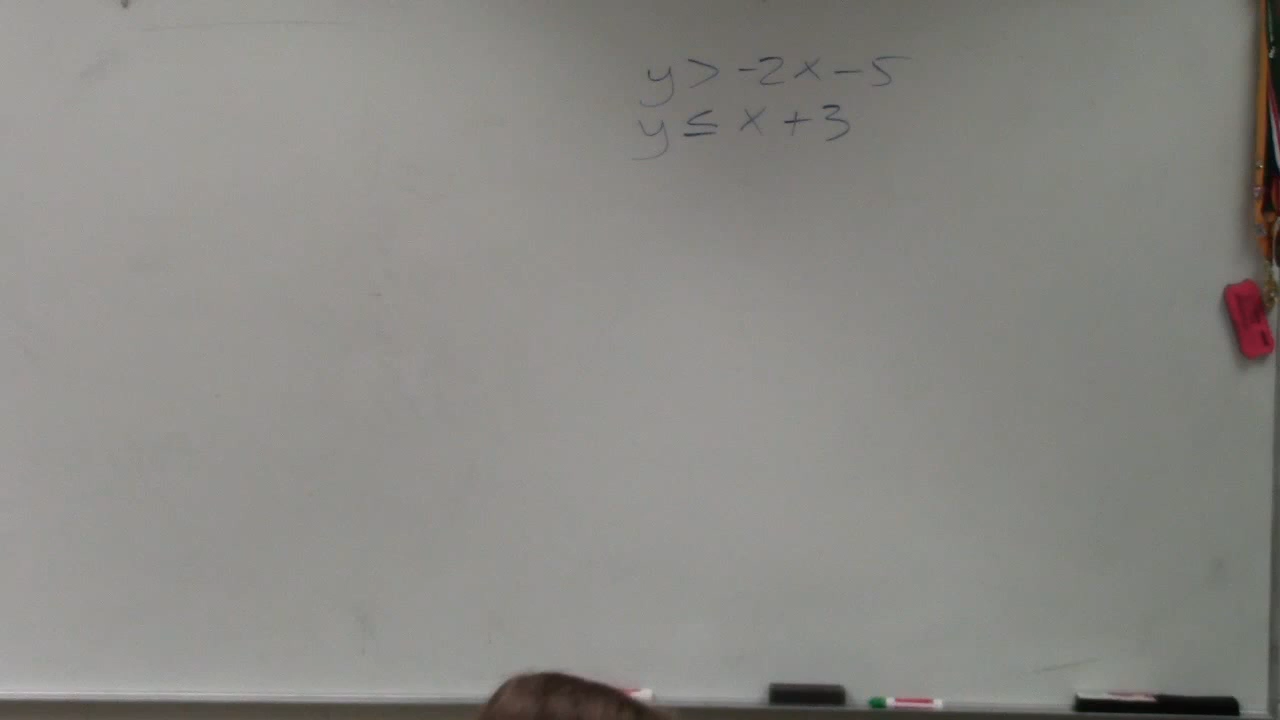 y > -2x - 5
y ≤ x + 3